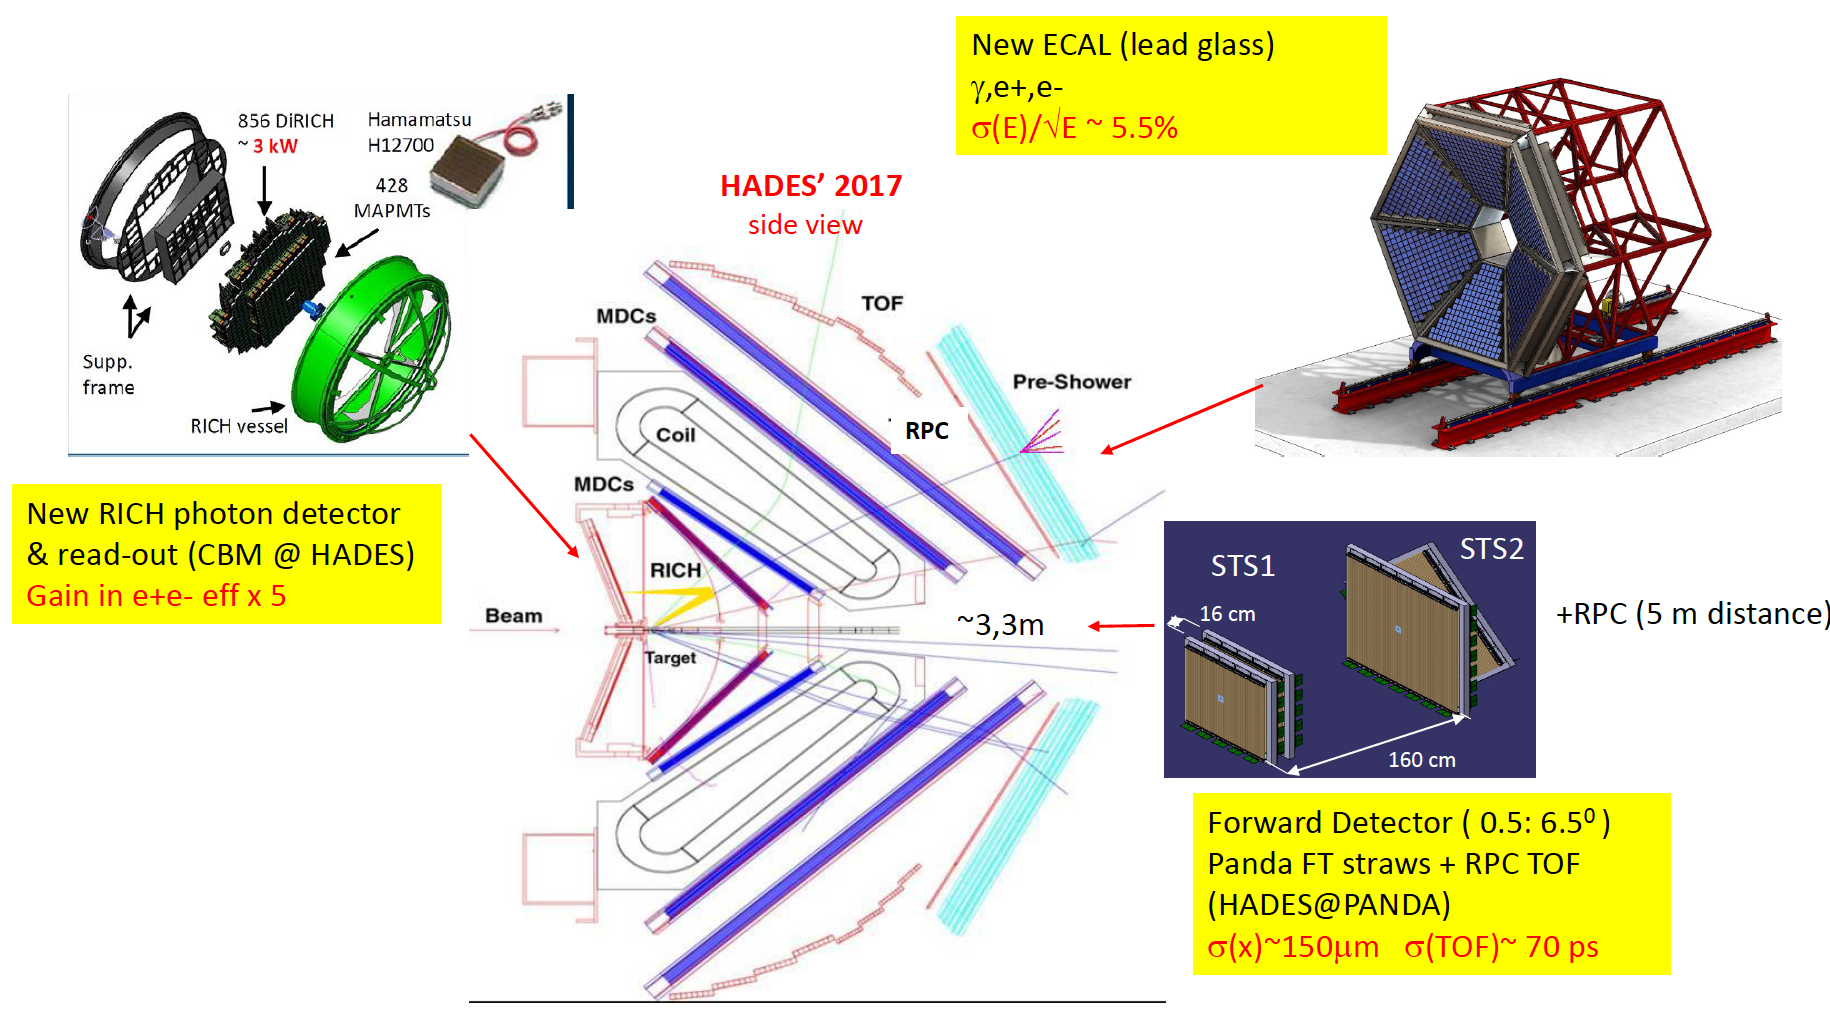 New ECAL (lead glass)
γ,e+,e-
σ(E)/√E ~ 5.5%
856 DiRICH
~ 3 kW
Hamamatsu
H12700
428
MAPMTs
Supp.
frame
RICH vessel
HADES’ 2017
side view
TOF
MDCs
Pre-Shower
RPC
Coil
MDCs
New RICH photon detector
& read-out (CBM @ HADES)
Gain in e+e- eff x 5
RICH
Beam
Target
~3,3m
STS1
STS2
16 cm
160 cm
+RPC (5 m distance)
Forward Detector ( 0.5: 6.5⁰ )
Panda FT straws + RPC TOF
(HADES@PANDA)
σ(x)~150μm σ(TOF)~ 70 ps